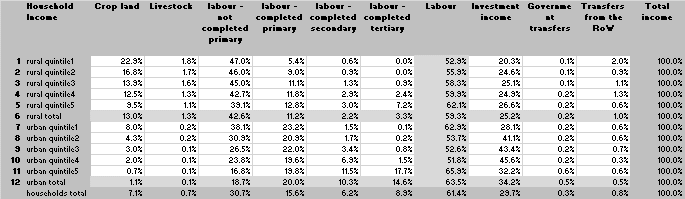 Household income Crop land Livestock labour - not completed primary labour - completed primary labour - completed secondary labour - completed tertiary Labour Investment income Government transfers Transfers from the RoW Total income
1 rural quintile1 22.9% 1.8% 47.0% 5.4% 0.6% 0.0% 52.9% 20.3% 0.1% 2.0% 100.0%
2 rural quintile2 16.8% 1.7% 46.0% 9.0% 0.9% 0.0% 55.9% 24.6% 0.1% 0.9% 100.0%
3 rural quintile3 13.9% 1.6% 45.0% 11.1% 1.3% 0.9% 58.3% 25.1% 0.1% 1.1% 100.0%
4 rural quintile4 12.5% 1.3% 42.7% 11.8% 2.9% 2.4% 59.9% 24.9% 0.2% 1.3% 100.0%
5 rural quintile5 9.5% 1.1% 39.1% 12.8% 3.0% 7.2% 62.1% 26.6% 0.2% 0.6% 100.0%
6 rural total 13.0% 1.3% 42.6% 11.2% 2.2% 3.3% 59.3% 25.2% 0.2% 1.0% 100.0%
7 urban quintile1 8.0% 0.2% 38.1% 23.2% 1.5% 0.1% 62.9% 28.1% 0.2% 0.6% 100.0%
8 urban quintile2 4.3% 0.2% 30.9% 20.9% 1.7% 0.2% 53.7% 41.1% 0.2% 0.6% 100.0%
9 urban quintile3 3.0% 0.1% 26.5% 22.0% 3.4% 0.8% 52.6% 43.4% 0.2% 0.7% 100.0%
10 urban quintile4 2.0% 0.1% 23.8% 19.6% 6.9% 1.5% 51.8% 45.6% 0.2% 0.3% 100.0%
11 urban quintile5 0.7% 0.1% 16.8% 19.8% 11.5% 17.7% 65.9% 32.2% 0.6% 0.6% 100.0%
12 urban total 1.1% 0.1% 18.7% 20.0% 10.3% 14.6% 63.5% 34.2% 0.5% 0.5% 100.0%
households total 7.1% 0.7% 30.7% 15.6% 6.2% 8.9% 61.4% 29.7% 0.3% 0.8% 100.0%